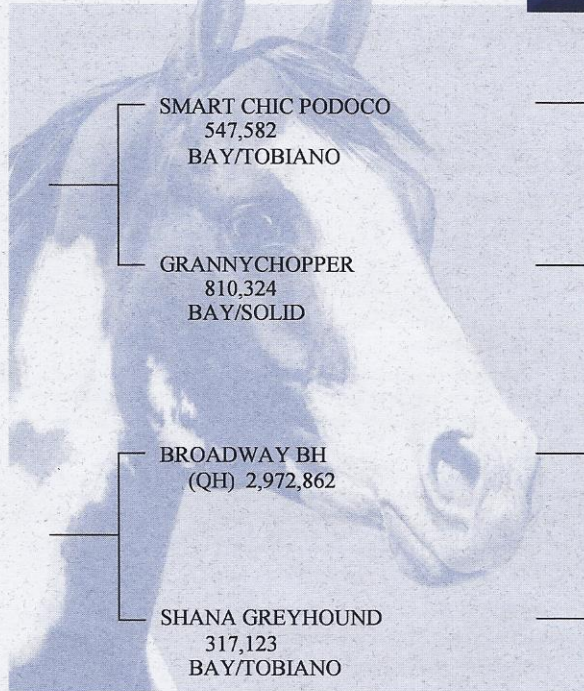 SMART CHIC PODOCO
547,582
BAY/TOBIANO
GRANNYCHOPPER
810,324
BAY/SOLID
BROADWAY BH
(QH) 2,972,862
SHANA GREYHOUND
317,123
BAY/TOBIANO